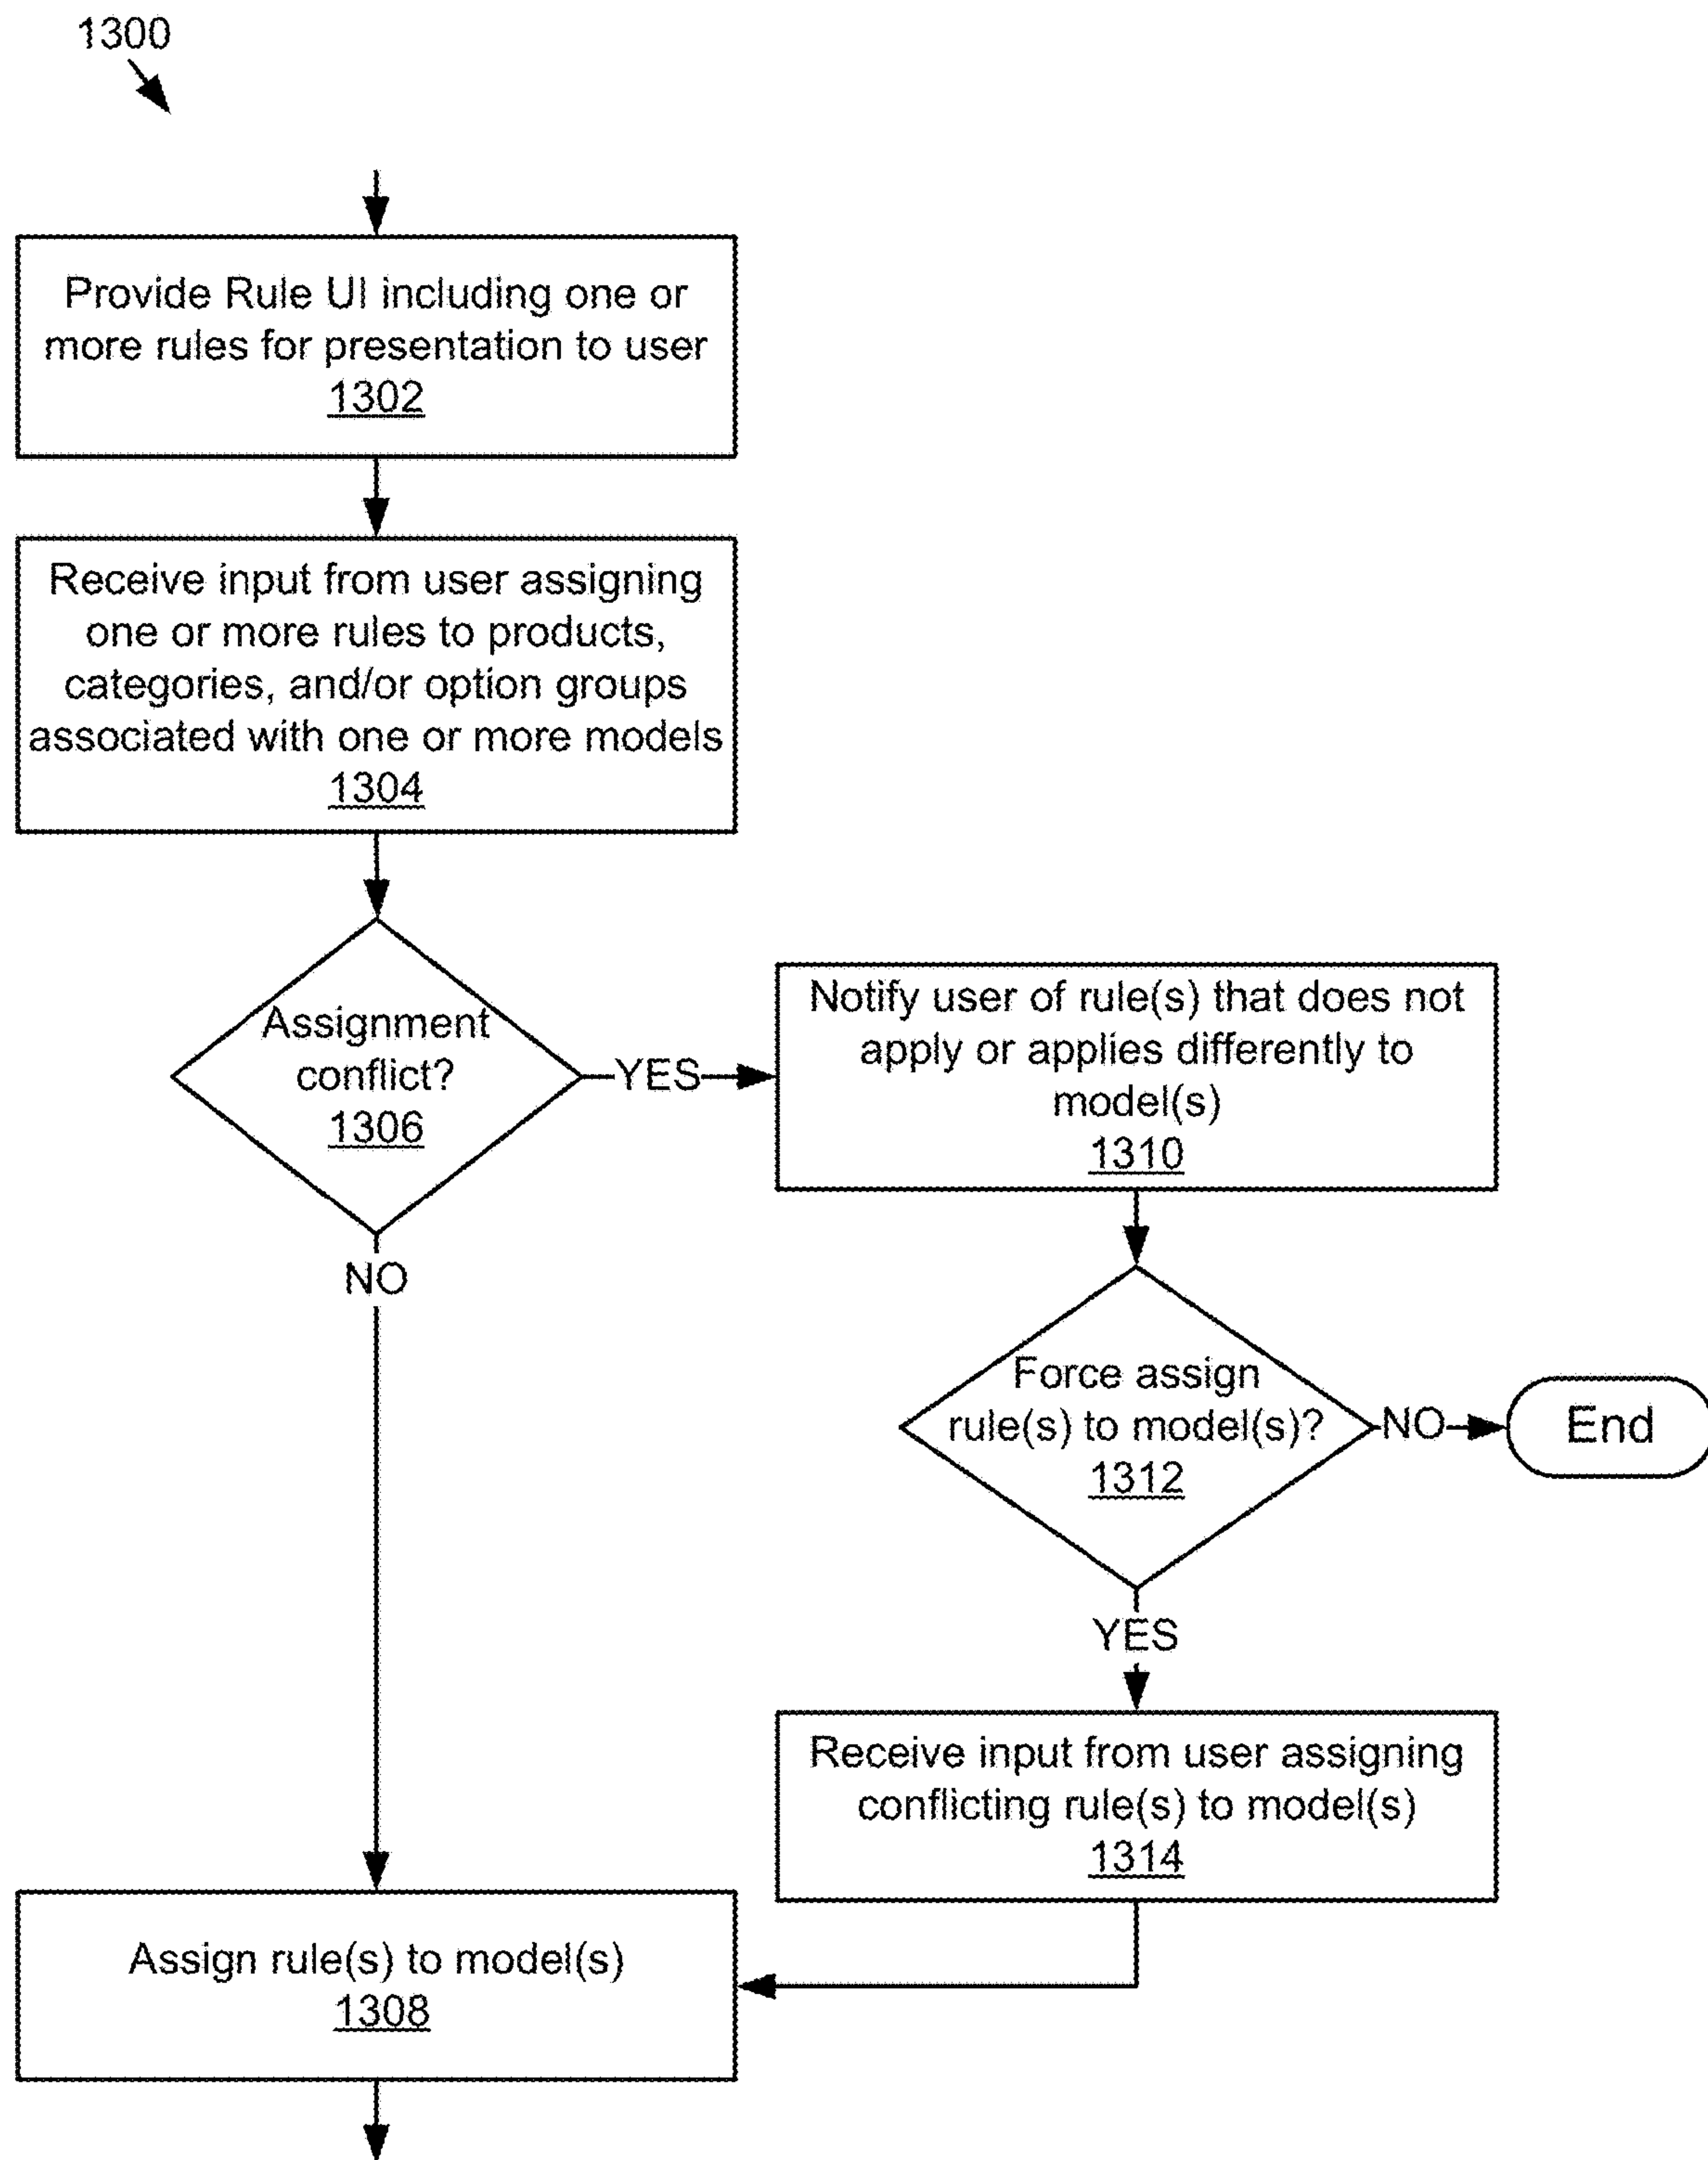 1300
Provide Rule UI including one or
more rules for presentation to user
1302
Receive input from user assigning
one or more rules to products,
categories, and/or option groups
associated with one or more models
1304
Assignment
conflict?
1306
YES
Notify user of rule(s) that does not
apply or applies differently to
model(s)
1310
NO
Force assign
rule(s) to model(s)?
1312
NO
End
YES
Receive input from user assigning
conflicting rule(s) to model(s)
1314
Assign rule(s) to model(s)
1308